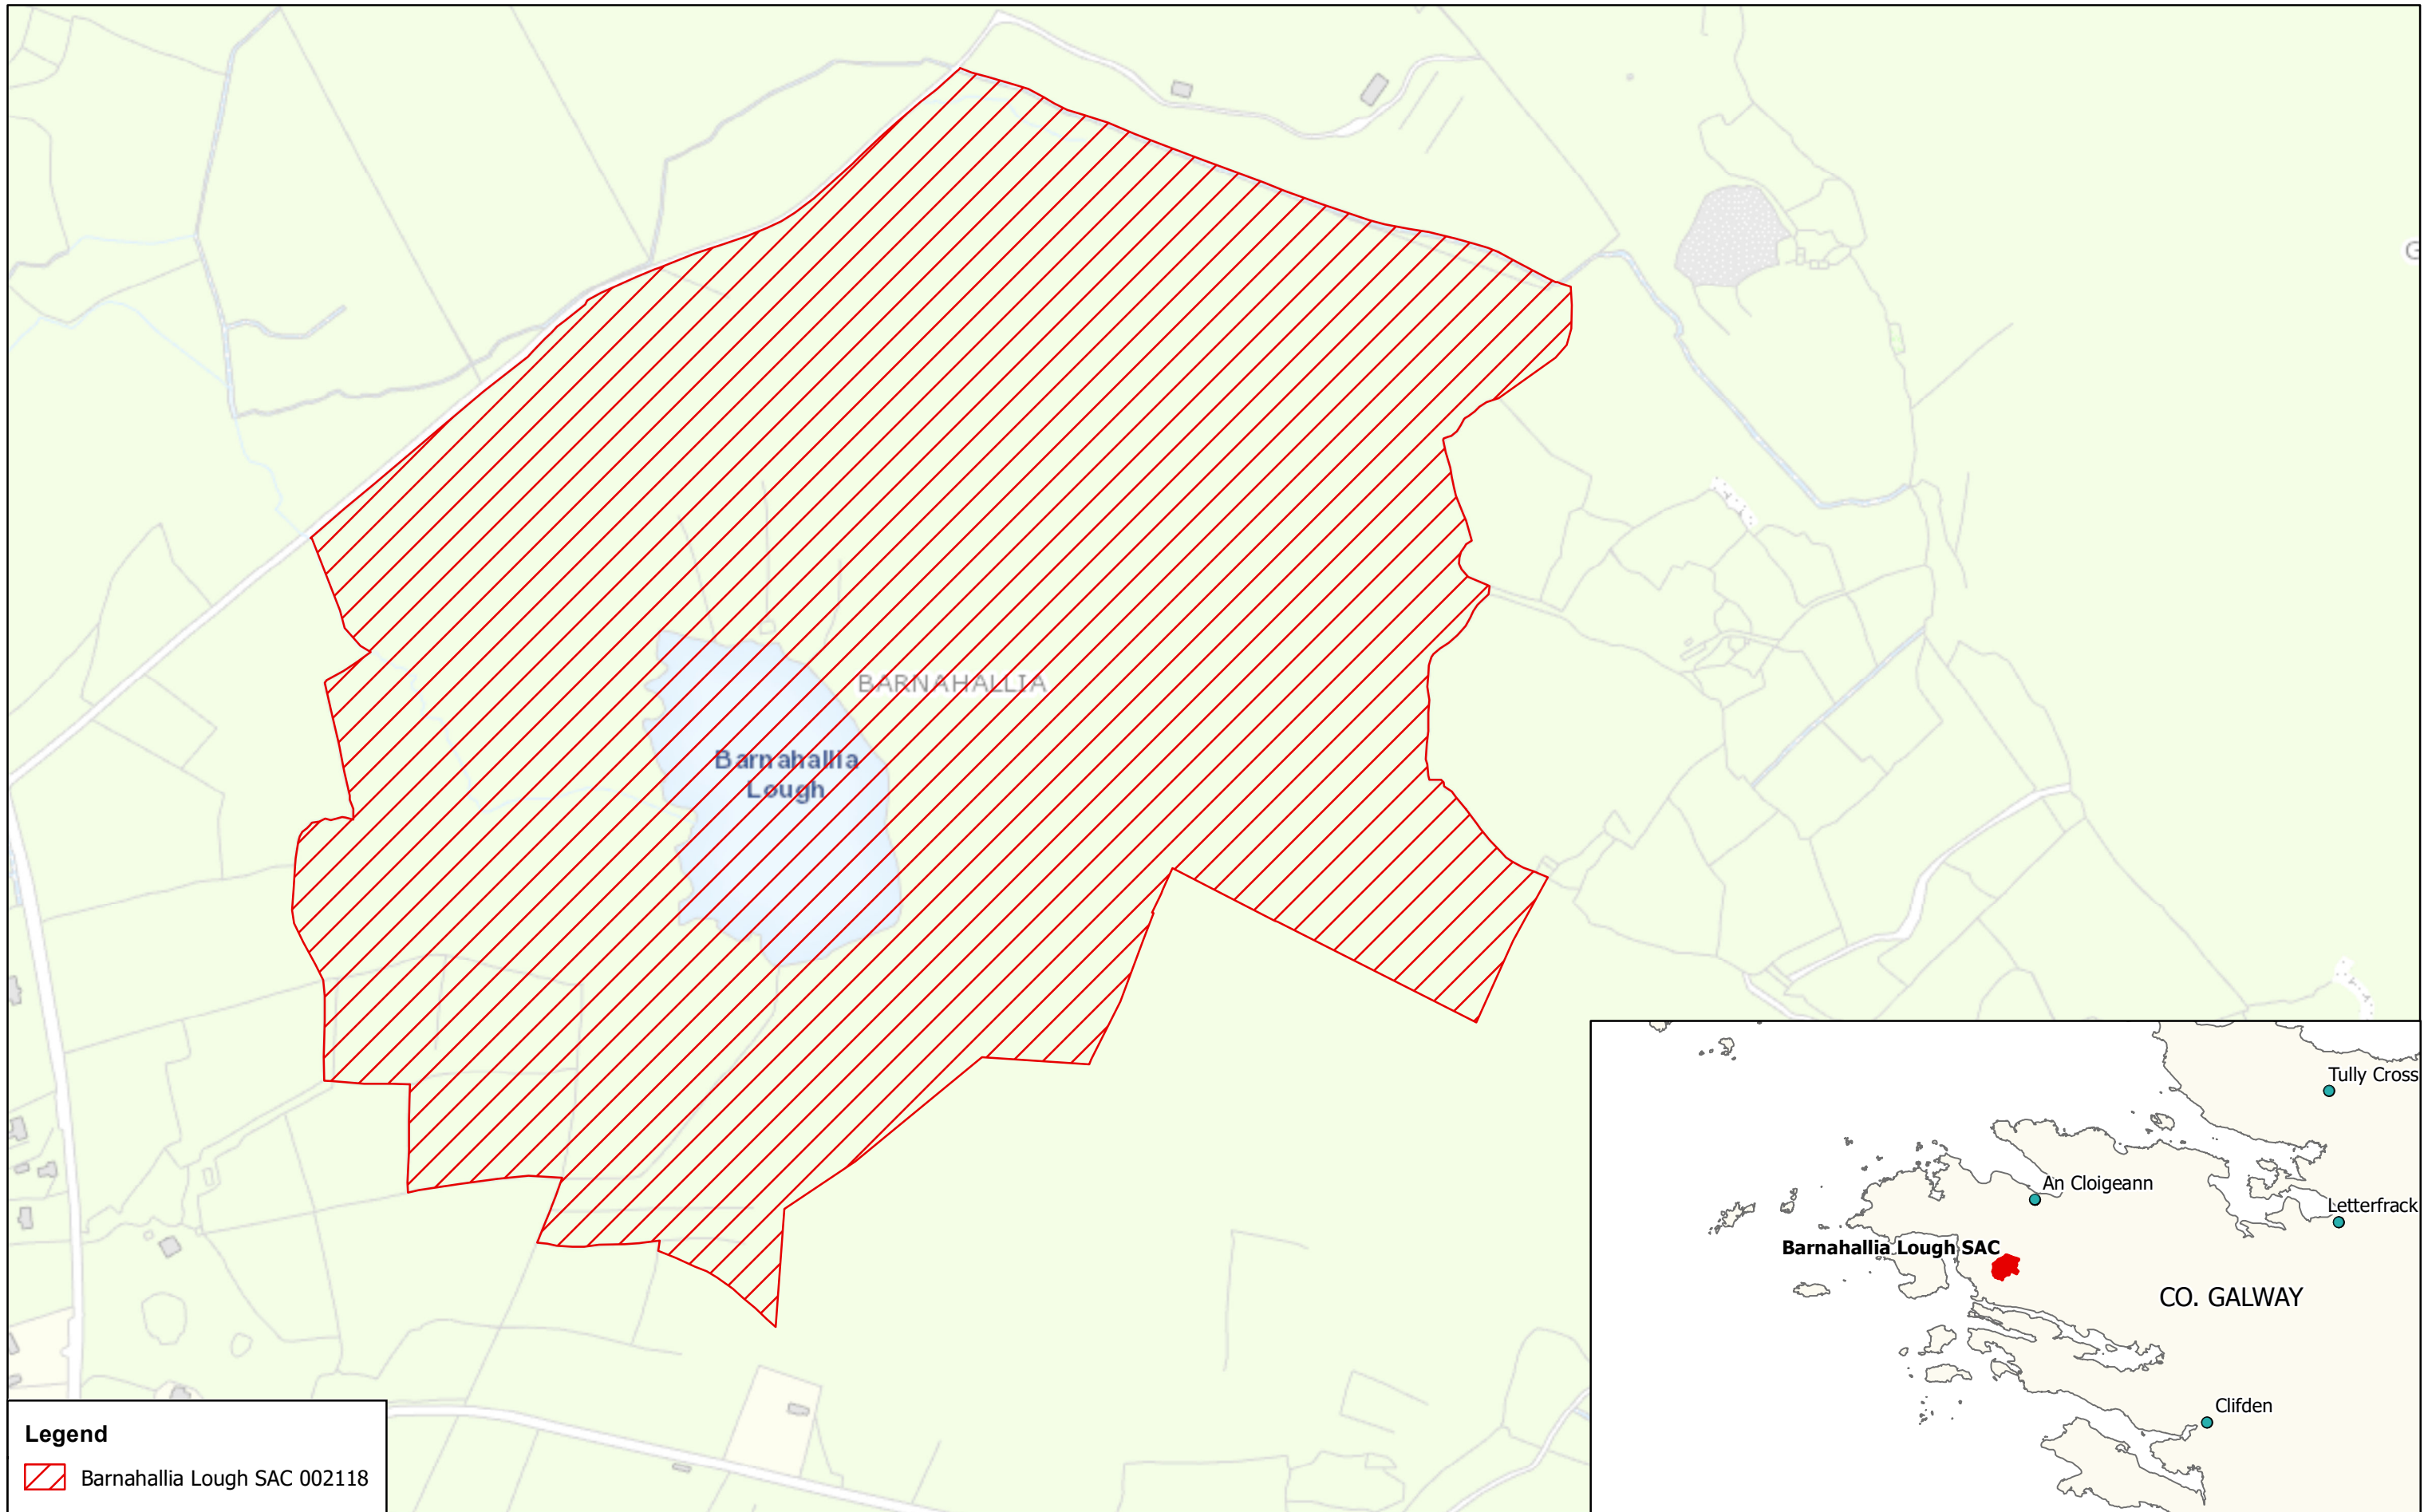 G
BARNAHALLIA
Barnahallia
Lough
Tully Cross
An Cloigeann
Letterfrack
Barnahallia Lough SAC
CO. GALWAY
Clifden
Legend
Barnahallia Lough SAC 002118